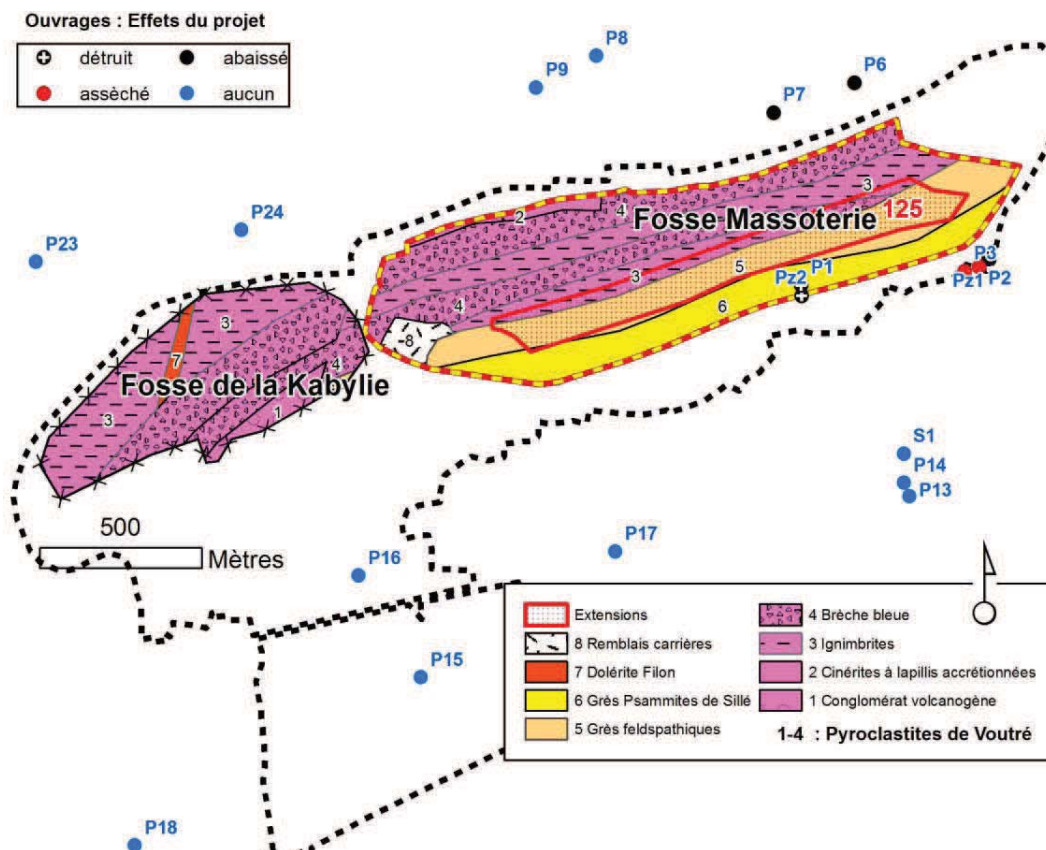 Ouvrages : Effets du projet
détruit abaissé
assèché aucun
P8
P9
P6
P7
P24
P23
2
4
3
Fosse Massoterie 125
3
5
P1
Pz2
P3
Pz1 P2
6
4
8
3
7
4
Fosse de la Kabylie
3
1
S1
P14
P13
500
Mètres
P17
P16
P15
P18
Extensions
8 Remblais carrières
7 Dolérite Filon
6 Grès Psammites de Sillé
5 Grès feldspathiques
4 Brèche bleue
3 Ignimbrites
2 Cinérites à lapillis accrétionnées
1 Conglomérat volcanogène
1-4 : Pyroclastites de Voutré